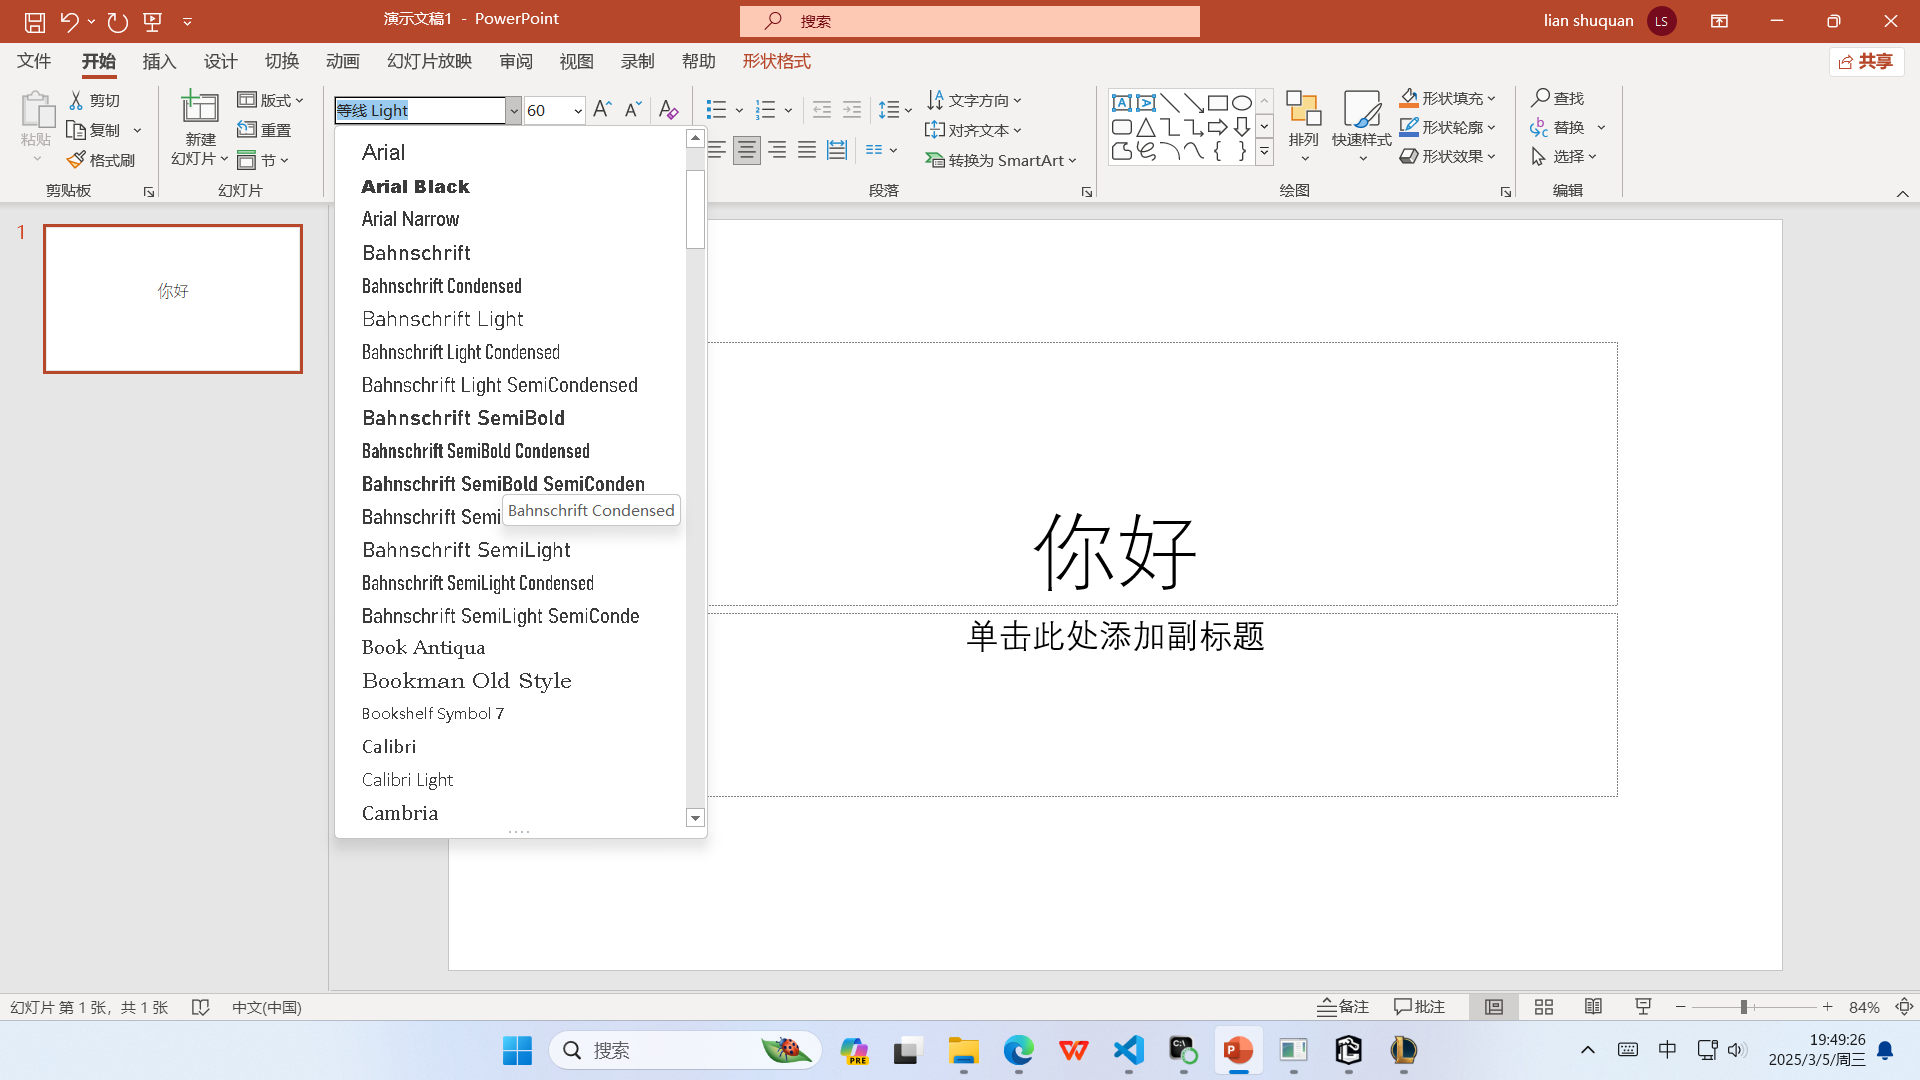 演示文稿1 - PowerPoint
搜索
lian shuquan
LS
文件
开始
插入
设计
切换
动画
幻灯片放映
审阅
视图
录制
帮助
形状格式
共享
粘贴
剪切
复制
格式刷
剪贴板
新建
幻灯片
版式
重置
节
幻灯片
等线 Light
60
文字方向
对齐文本
转换为 SmartArt
段落
排列
快速样式
形状填充
形状轮廓
形状效果
绘图
查找
替换
选择
编辑
Arial
Arial Black
Arial Narrow
Bahnschrift
Bahnschrift Condensed
Bahnschrift Light
Bahnschrift Light Condensed
Bahnschrift Light SemiCondensed
Bahnschrift SemiBold
Bahnschrift SemiBold Condensed
Bahnschrift SemiBold SemiConden
Bahnschrift Semi
Bahnschrift Condensed
Bahnschrift SemiLight
Bahnschrift SemiLight Condensed
Bahnschrift SemiLight SemiConde
Book Antiqua
Bookman Old Style
Bookshelf Symbol 7
Calibri
Calibri Light
Cambria
1
你好
你好
单击此处添加副标题
幻灯片 第 1 张，共 1 张
中文(中国)
备注
批注
84%
搜索
PRE
中
19:49:26
2025/3/5/周三